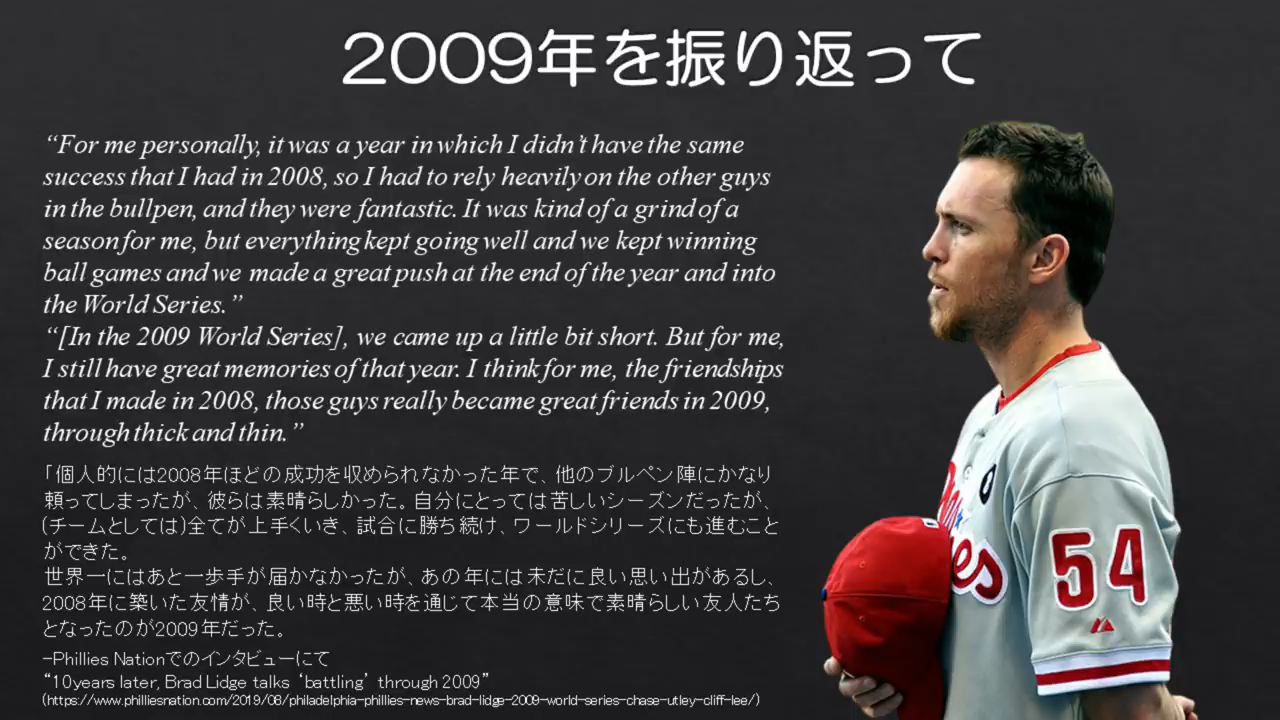 2009年を振り返って
“For me personally, it was a year in which I didn't have the same
success that I had in 2008, so I had to rely heavily on the other guys
in the bullpen, and they were fantastic. It was kind of a grind of a
season for me, but everything kept going well and we kept winning
ball games and we made a great push at the end of the year and into
the World Series.”
“[In the 2009 World Series], we came up a little bit short. But for me,
I still have great memories of that year. I think for me, the friendships
that I made in 2008, those guys really became great friends in 2009,
through thick and thin.”
「個人的には2008年ほどの成功を収められなかった年で、他のブルペン陣にかなり
頼ってしまったが、彼らは素晴らしかった。自分にとっては苦しいシーズンだったが、
(チームとしては)全てが上手くいき、試合に勝ち続け、ワールドシリーズにも進むこと
ができた。
世界一にはあと一歩手が届かなかったが、あの年には未だに良い思い出があるし、
2008年に築いた友情が、良い時と悪い時を通じて本当の意味で素晴らしい友人たち
となったのが2009年だった。
-Phillies Nationでのインタビューにて
“10years later, Brad Lidge talks ‘battling’ through 2009”
(https://www.philliesnation.com/2019/06/philadelphia-phillies-news-brad-lidge-2009-world-series-chase-utley-cliff-lee/)
54